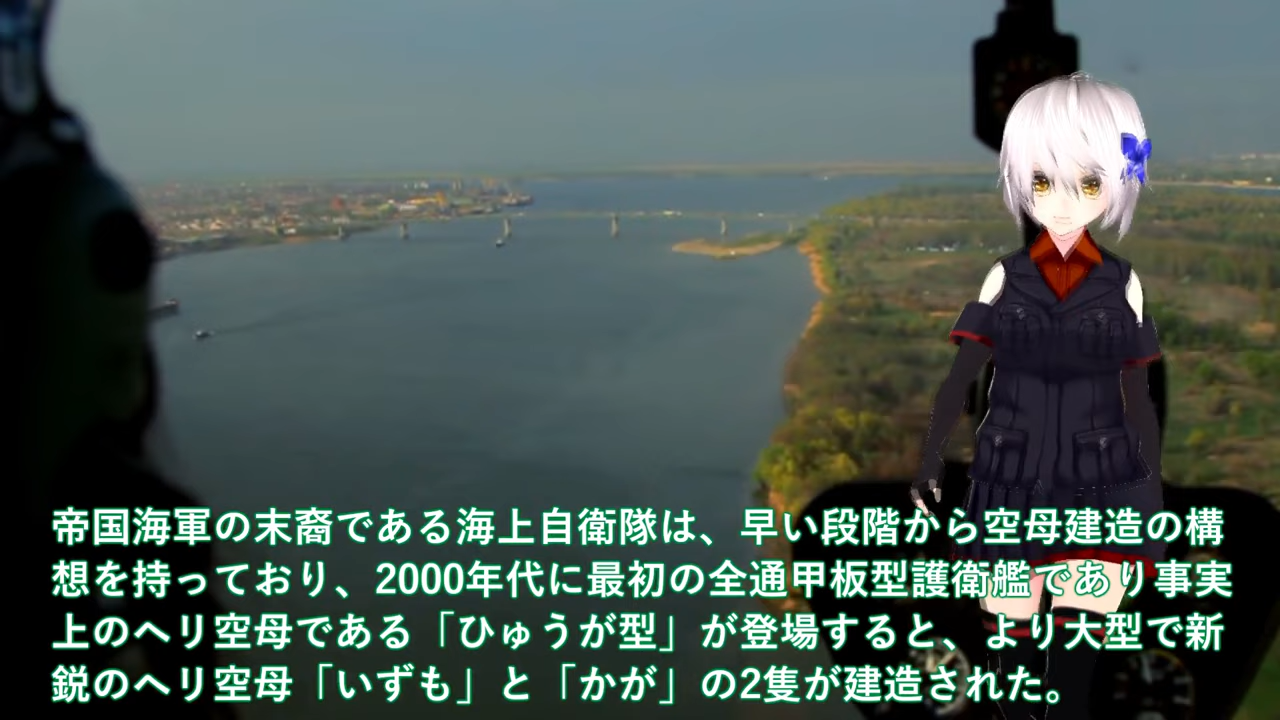 帝国海軍の末裔である海上自衛隊は、早い段階から空母建造の構
想を持っており、2000年代に最初の全通甲板型護衛艦であり事実
上のヘリ空母である「ひゅうが型」が登場すると、より大型で新
鋭のヘリ空母「いずも」と「かが」の2隻が建造された。